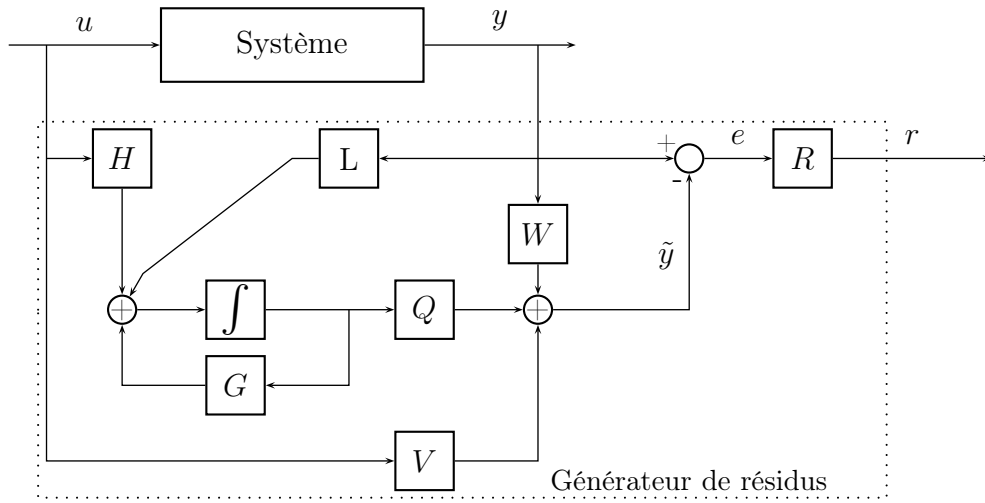 u
Système
y
H
L
+
-
e
R
r
W
ỹ
+
∫
Q
+
G
V
Générateur de résidus